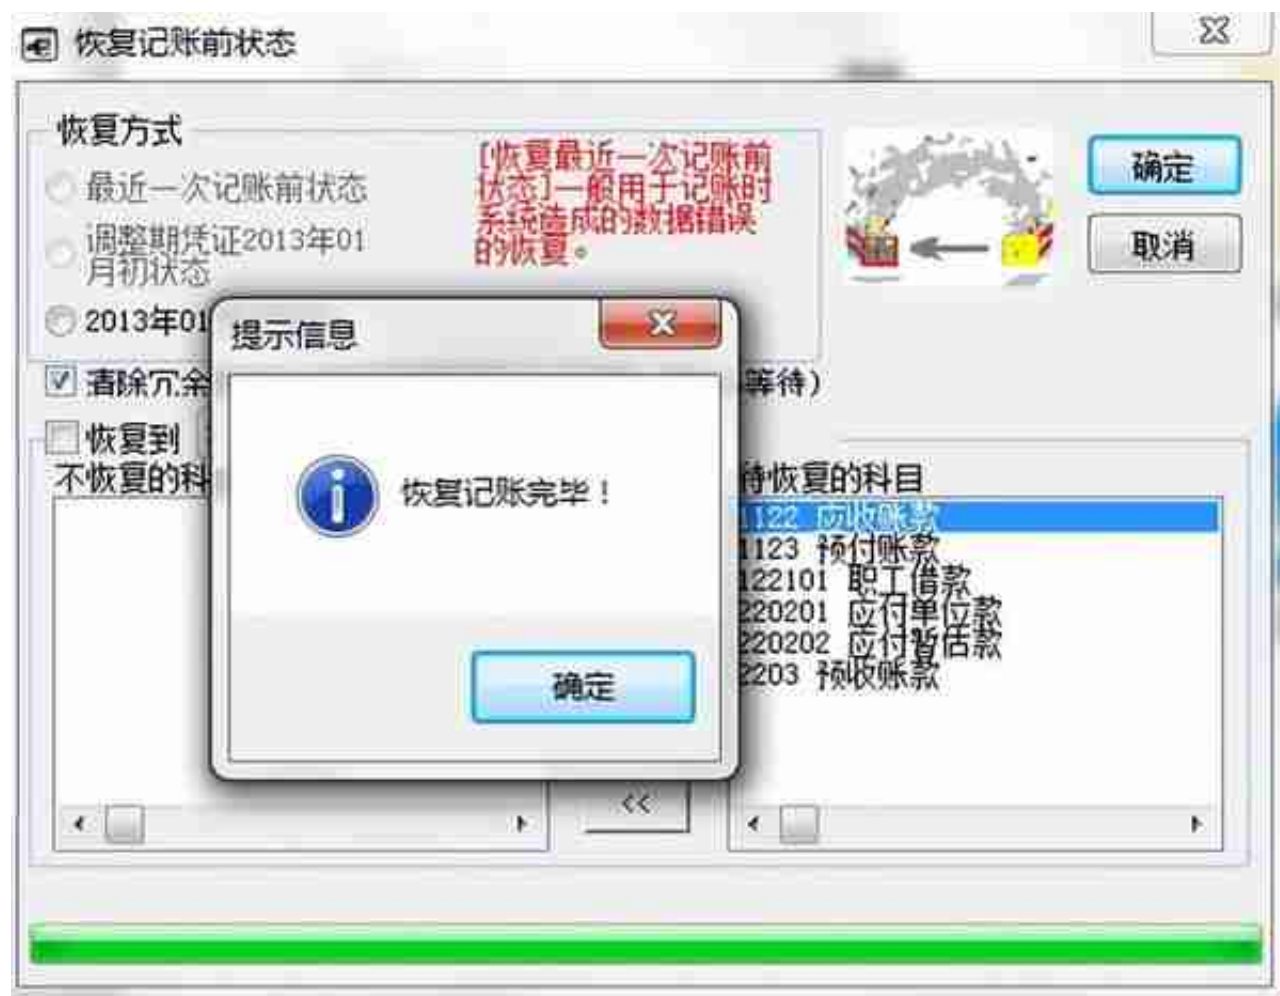 恢复记账前状态
恢复方式
最近一次记账前状态
调整期凭证2013年01
月初状态
2013年01
[恢复最近一次记账前
状态]一般用于记账时
系统造成的数据错误
的恢复。
确定
取消
清除冗余
等待)
恢复到
不恢复的科
待恢复的科目
1122 应收账款
1123 预付账款
122101 职工借款
220201 应付单位款
220202 应付暂估款
2203 预收账款
<<
提示信息
恢复记账完毕!
确定